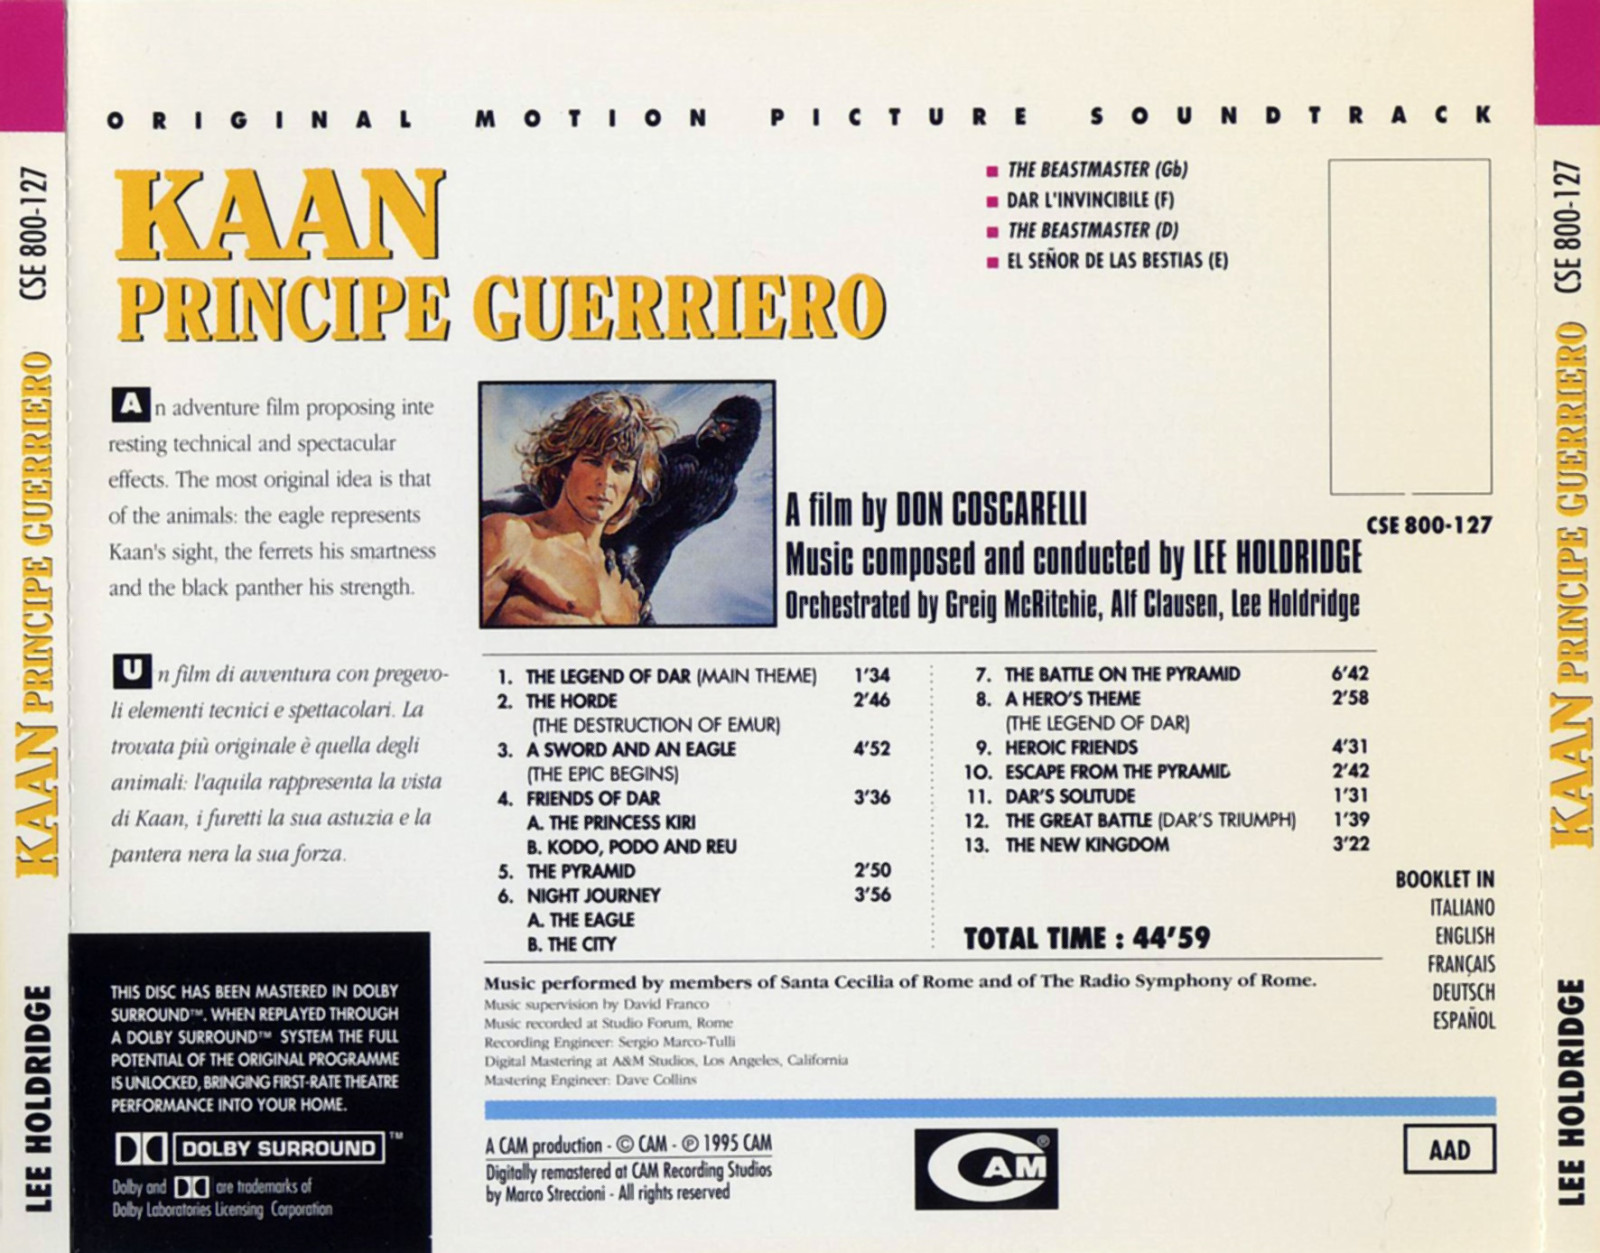 ORIGINAL MOTION PICTURE SOUNDTRACK
KAAN
PRINCIPE GUERRIERO
THE BEASTMASTER (Gb)
DAR L'INVINCIBILE (F)
THE BEASTMASTER (D)
EL SEÑOR DE LAS BESTIAS (E)
An adventure film proposing inte
resting technical and spectacular
effects. The most original idea is that
of the animals: the eagle represents
Kaan's sight, the ferrets his smartness
and the black panther his strength.
Un film di avventura con pregevo-
li elementi tecnici e spettacolari. La
trovata più originale è quella degli
animali: l'aquila rappresenta la vista
di Kaan, i furetti la sua astuzia e la
pantera nera la sua forza.
A film by DON COSCARELLI
Music composed and conducted by LEE HOLDRIDGE
Orchestrated by Greig McRitchie, Alf Clausen, Lee Holdridge
CSE 800-127
1. THE LEGEND OF DAR (MAIN THEME) 1'34
2. THE HORDE 2'46
(THE DESTRUCTION OF EMUR)
3. A SWORD AND AN EAGLE 4'52
(THE EPIC BEGINS)
4. FRIENDS OF DAR 3'36
A. THE PRINCESS KIRI
B. KODO, PODO AND REU
5. THE PYRAMID 2'50
6. NIGHT JOURNEY 3'56
A. THE EAGLE
B. THE CITY
7. THE BATTLE ON THE PYRAMID 6'42
8. A HERO'S THEME 2'58
(THE LEGEND OF DAR)
9. HEROIC FRIENDS 4'31
10. ESCAPE FROM THE PYRAMID 2'42
11. DAR'S SOLITUDE 1'31
12. THE GREAT BATTLE (DAR'S TRIUMPH) 1'39
13. THE NEW KINGDOM 3'22
TOTAL TIME : 44'59
BOOKLET IN
ITALIANO
ENGLISH
FRANÇAIS
DEUTSCH
ESPAÑOL
Music performed by members of Santa Cecilia of Rome and of The Radio Symphony of Rome.
Music supervision by David Franco
Music recorded at Studio Forum, Rome
Recording Engineer: Sergio Marco-Tulli
Digital Mastering at A&M Studios, Los Angeles, California
Mastering Engineer: Dave Collins
THIS DISC HAS BEEN MASTERED IN DOLBY
SURROUND™. WHEN REPLAYED THROUGH
A DOLBY SURROUND™ SYSTEM THE FULL
POTENTIAL OF THE ORIGINAL PROGRAMME
IS UNLOCKED, BRINGING FIRST-RATE THEATRE
PERFORMANCE INTO YOUR HOME.
DOLBY SURROUND™
Dolby and are trademarks of
Dolby Laboratories Licensing Corporation
A CAM production - © CAM - ℗ 1995 CAM
Digitally remastered at CAM Recording Studios
by Marco Streccioni - All rights reserved
CAM®
AAD
LEE HOLDRIDGE KAAN PRINCIPE GUERRIERO CSE 800-127
LEE HOLDRIDGE KAAN PRINCIPE GUERRIERO CSE 800-127